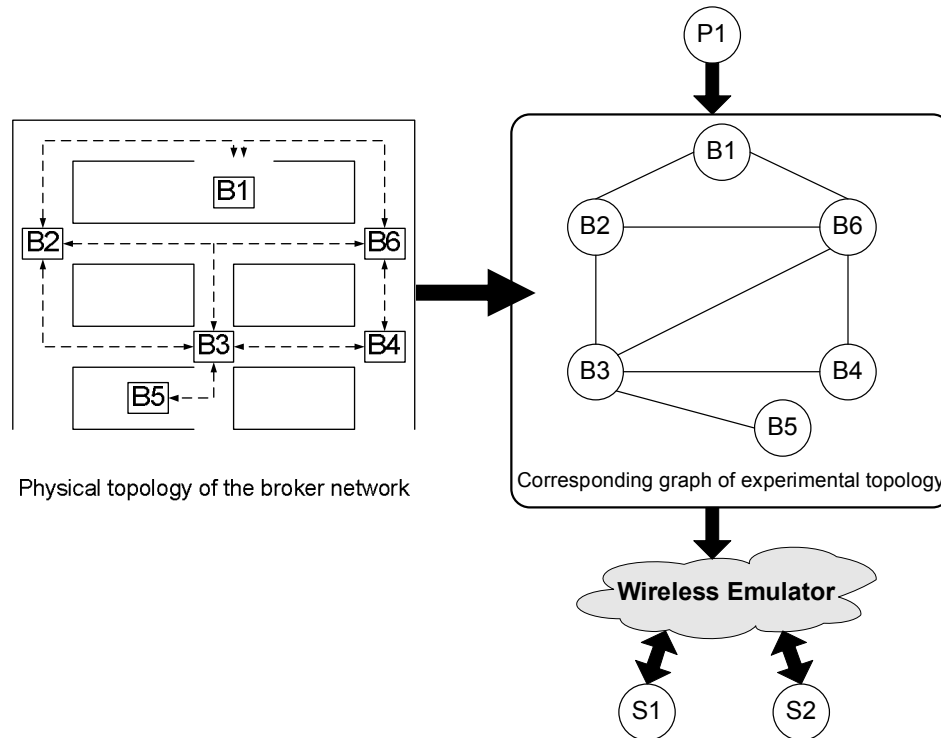 P1
B1
B2
B6
B3
B4
B5
Physical topology of the broker network
B1
B2
B6
B3
B4
B5
Corresponding graph of experimental topology
Wireless Emulator
S1
S2